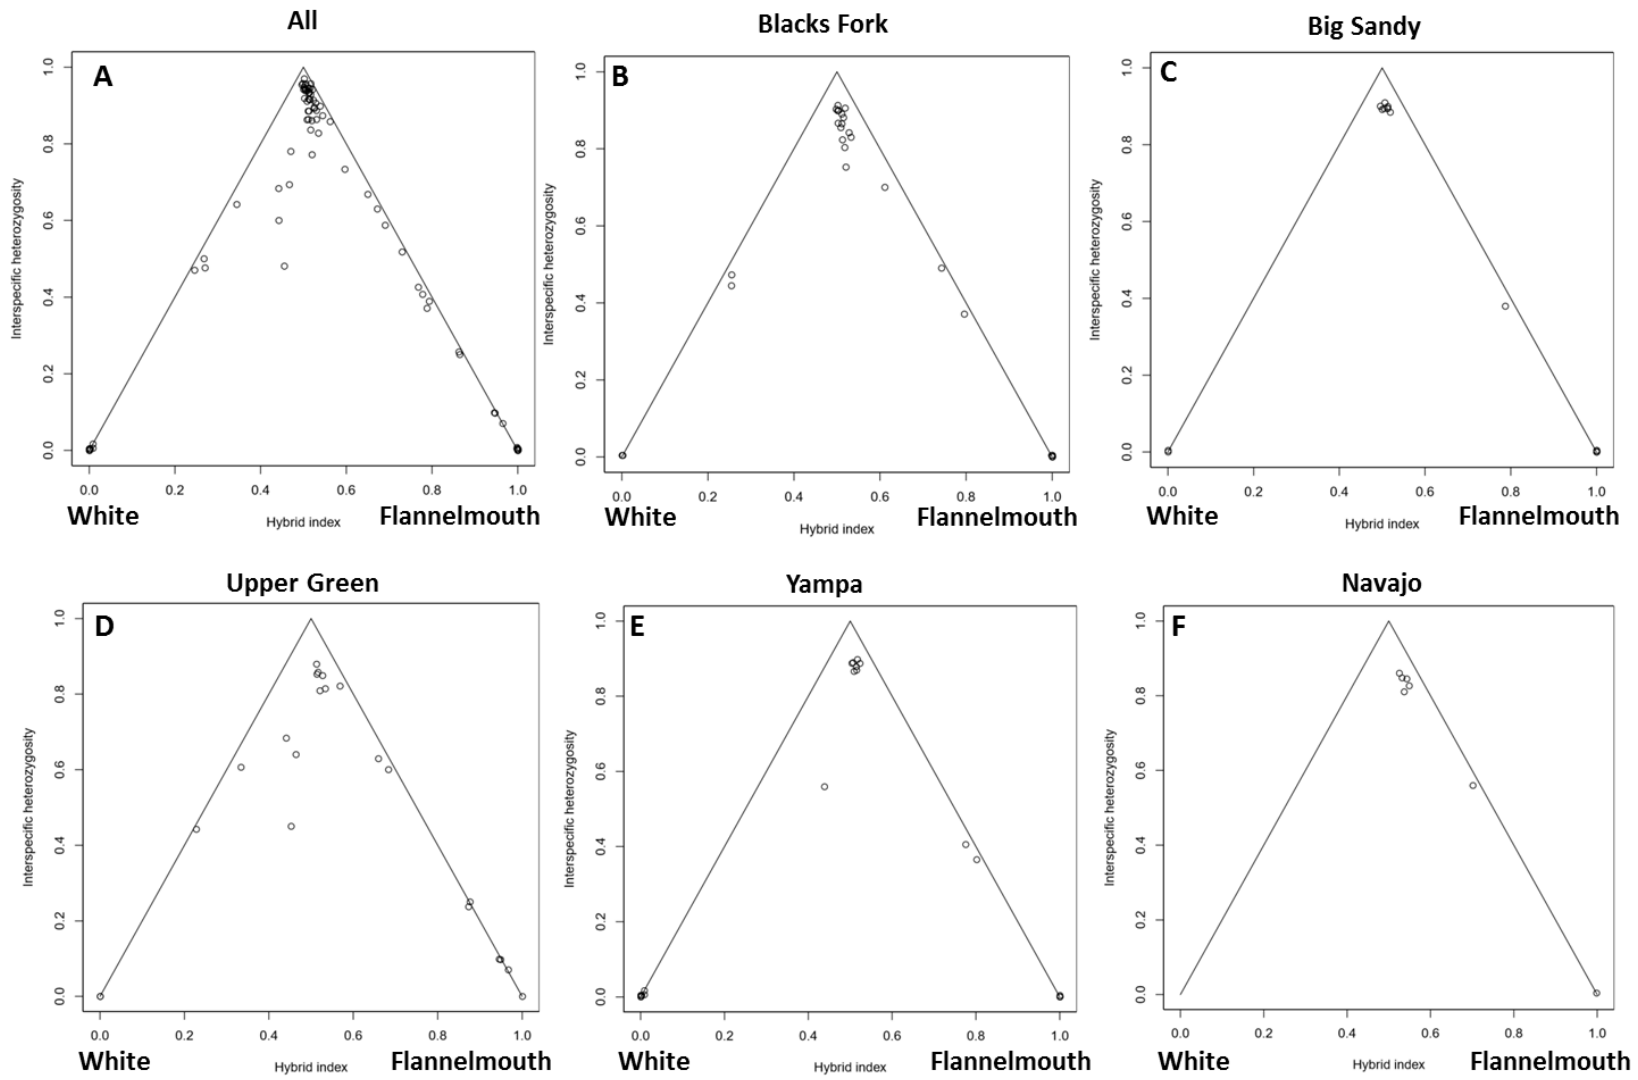 All
A
Interspecific heterozygosity
1.0
0.8
0.6
0.4
0.2
0.0
0.0 0.2 0.4 0.6 0.8 1.0
White Hybrid index Flannelmouth
Blacks Fork
B
Interspecific heterozygosity
1.0
0.8
0.6
0.4
0.2
0.0
0.0 0.2 0.4 0.6 0.8 1.0
White Hybrid index Flannelmouth
Big Sandy
C
Interspecific heterozygosity
1.0
0.8
0.6
0.4
0.2
0.0
0.0 0.2 0.4 0.6 0.8 1.0
White Hybrid index Flannelmouth
Upper Green
D
Interspecific heterozygosity
1.0
0.8
0.6
0.4
0.2
0.0
0.0 0.2 0.4 0.6 0.8 1.0
White Hybrid index Flannelmouth
Yampa
E
Interspecific heterozygosity
1.0
0.8
0.6
0.4
0.2
0.0
0.0 0.2 0.4 0.6 0.8 1.0
White Hybrid index Flannelmouth
Navajo
F
Interspecific heterozygosity
1.0
0.8
0.6
0.4
0.2
0.0
0.0 0.2 0.4 0.6 0.8 1.0
White Hybrid index Flannelmouth